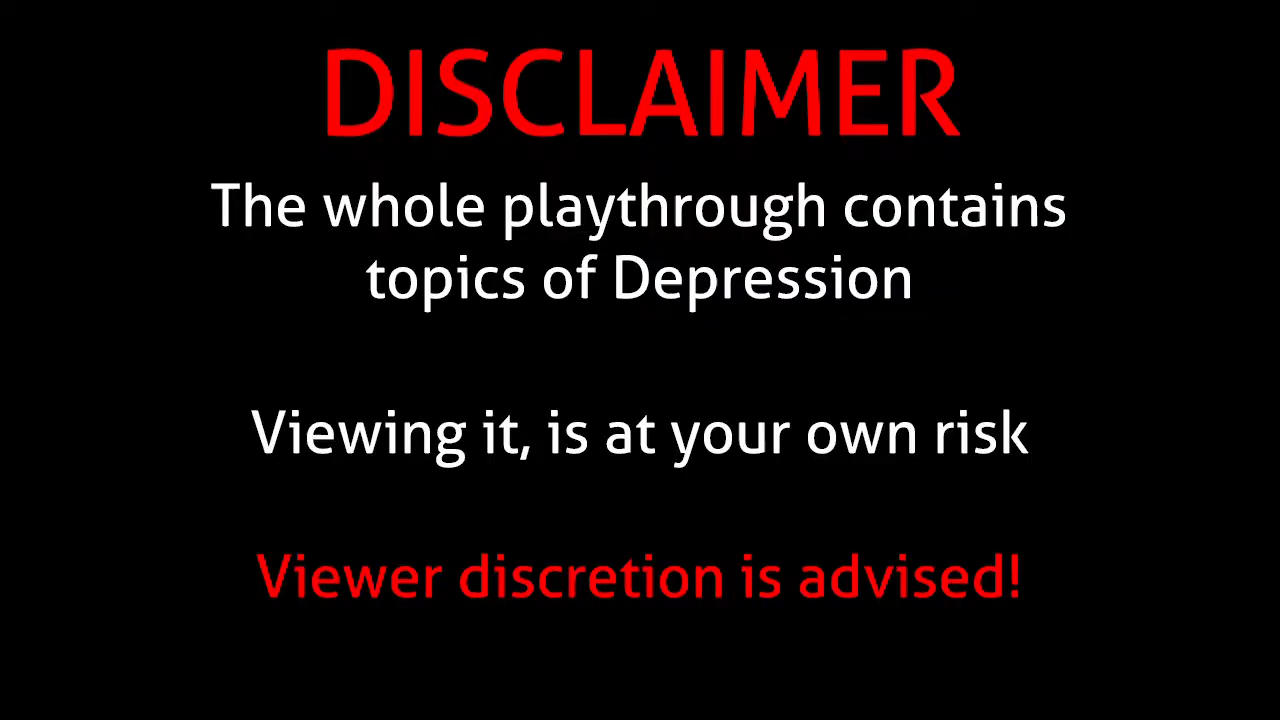 DISCLAIMER
The whole playthrough contains
topics of Depression
Viewing it, is at your own risk
Viewer discretion is advised!